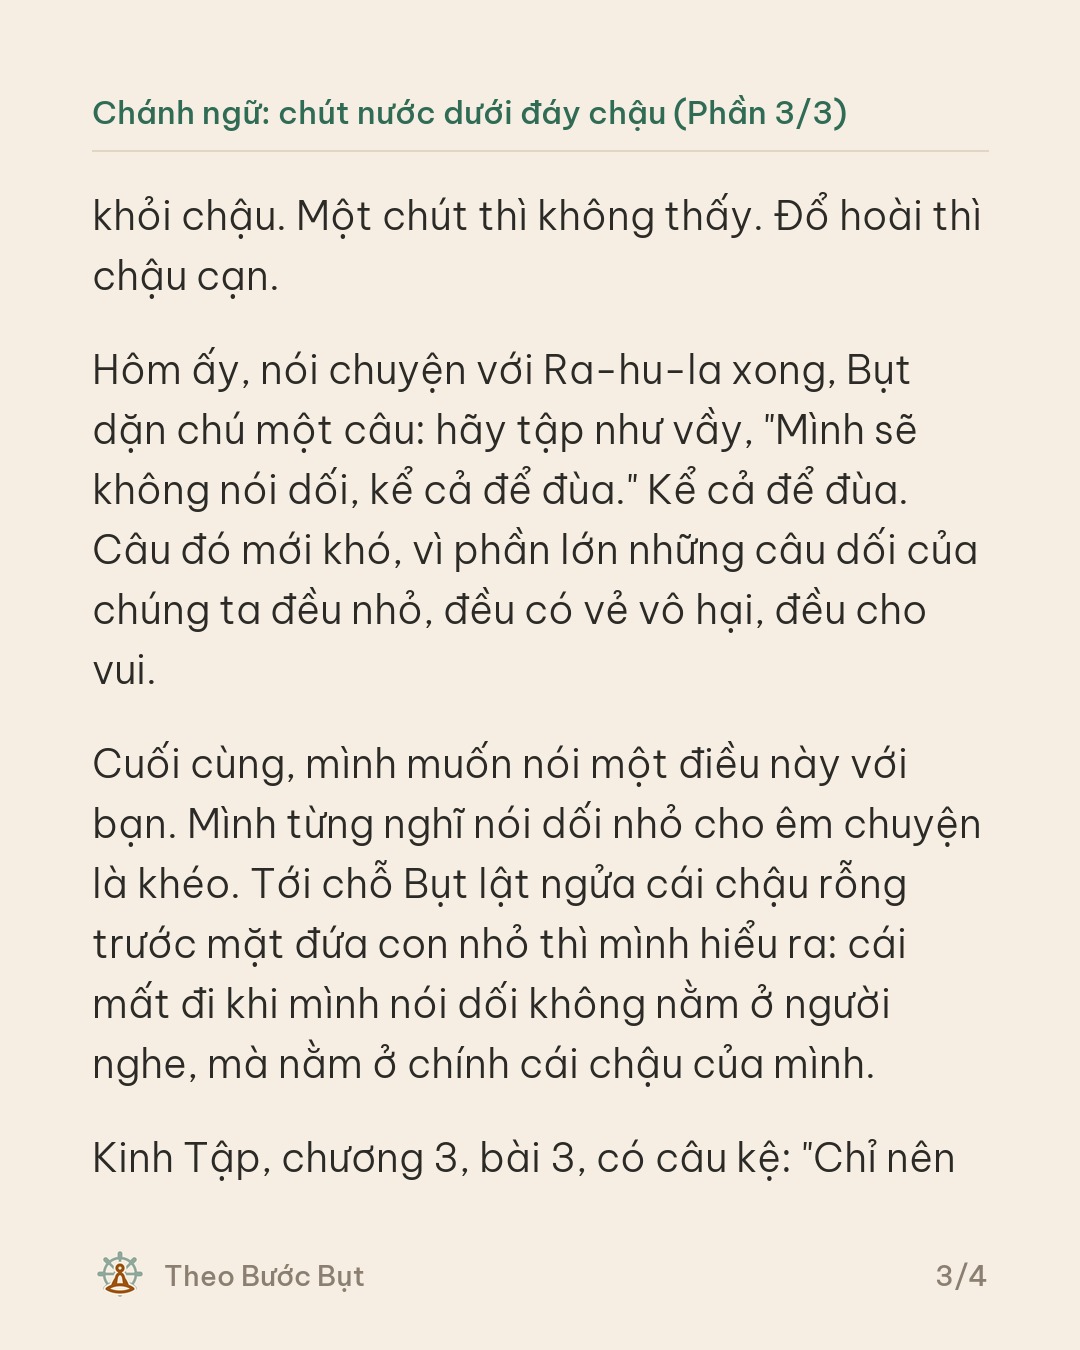 Chánh ngữ: chút nước dưới đáy chậu (Phần 3/3)
khỏi chậu. Một chút thì không thấy. Đổ hoài thì
chậu cạn.
Hôm ấy, nói chuyện với Ra-hu-la xong, Bụt
dặn chú một câu: hãy tập như vầy, "Mình sẽ
không nói dối, kể cả để đùa." Kể cả để đùa.
Câu đó mới khó, vì phần lớn những câu dối của
chúng ta đều nhỏ, đều có vẻ vô hại, đều cho
vui.
Cuối cùng, mình muốn nói một điều này với
bạn. Mình từng nghĩ nói dối nhỏ cho êm chuyện
là khéo. Tới chỗ Bụt lật ngửa cái chậu rỗng
trước mặt đứa con nhỏ thì mình hiểu ra: cái
mất đi khi mình nói dối không nằm ở người
nghe, mà nằm ở chính cái chậu của mình.
Kinh Tập, chương 3, bài 3, có câu kệ: "Chỉ nên
Theo Bước Bụt
3/4